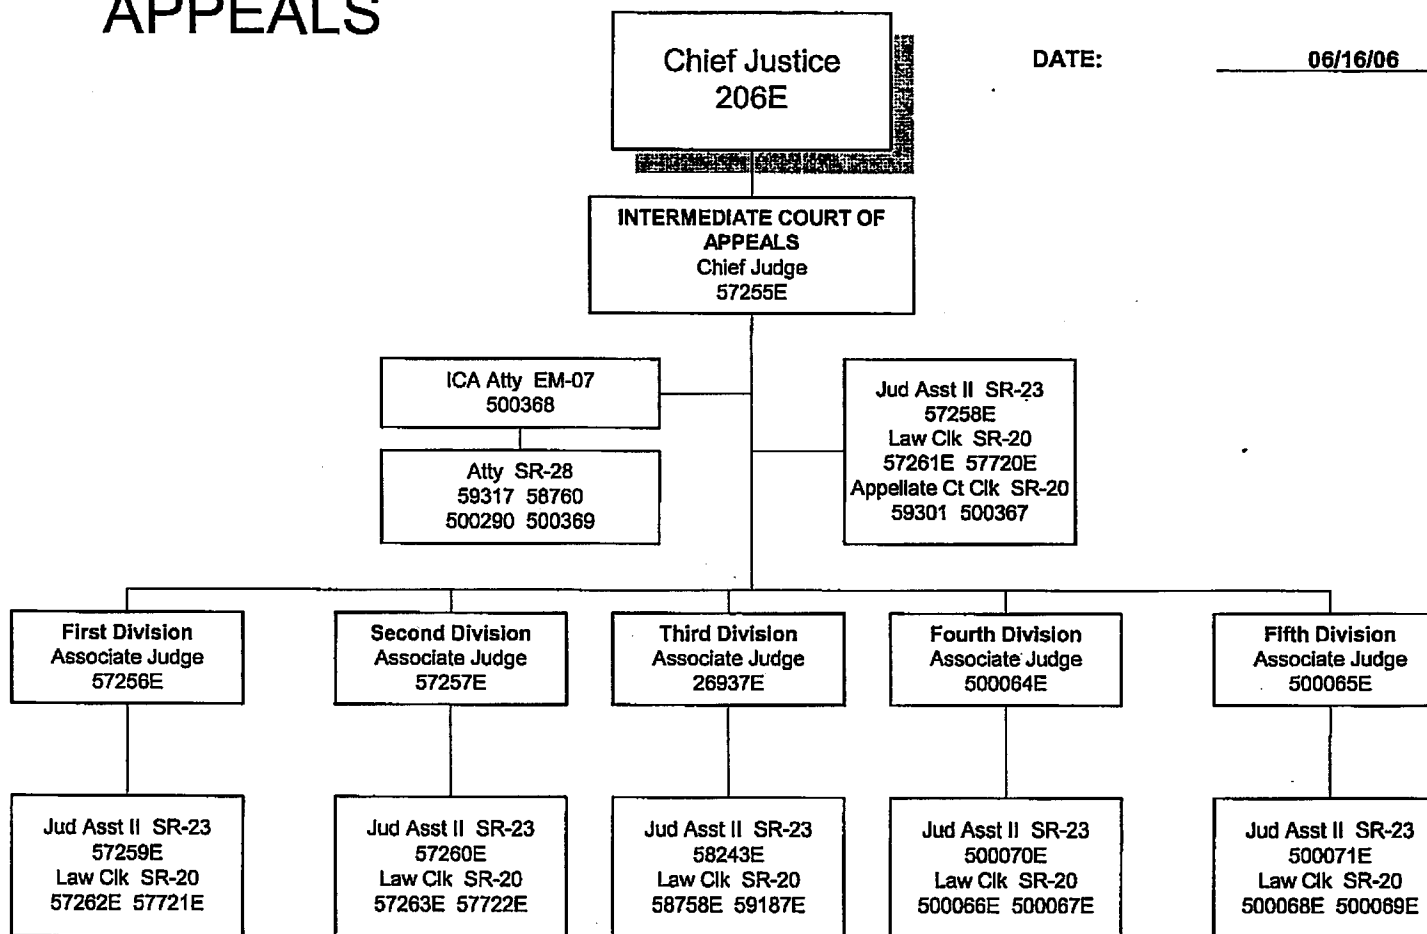 APPEALS
Chief Justice
206E
DATE: 06/16/06
INTERMEDIATE COURT OF
APPEALS
Chief Judge
57255E
ICA Atty EM-07
500368
Atty SR-28
59317 58760
500290 500369
Jud Asst II SR-23
57258E
Law Clk SR-20
57261E 57720E
Appellate Ct Clk SR-20
59301 500367
First Division
Associate Judge
57256E
Second Division
Associate Judge
57257E
Third Division
Associate Judge
26937E
Fourth Division
Associate Judge
500064E
Fifth Division
Associate Judge
500065E
Jud Asst II SR-23
57259E
Law Clk SR-20
57262E 57721E
Jud Asst II SR-23
57260E
Law Clk SR-20
57263E 57722E
Jud Asst II SR-23
58243E
Law Clk SR-20
58758E 59187E
Jud Asst II SR-23
500070E
Law Clk SR-20
500066E 500067E
Jud Asst II SR-23
500071E
Law Clk SR-20
500068E 500069E